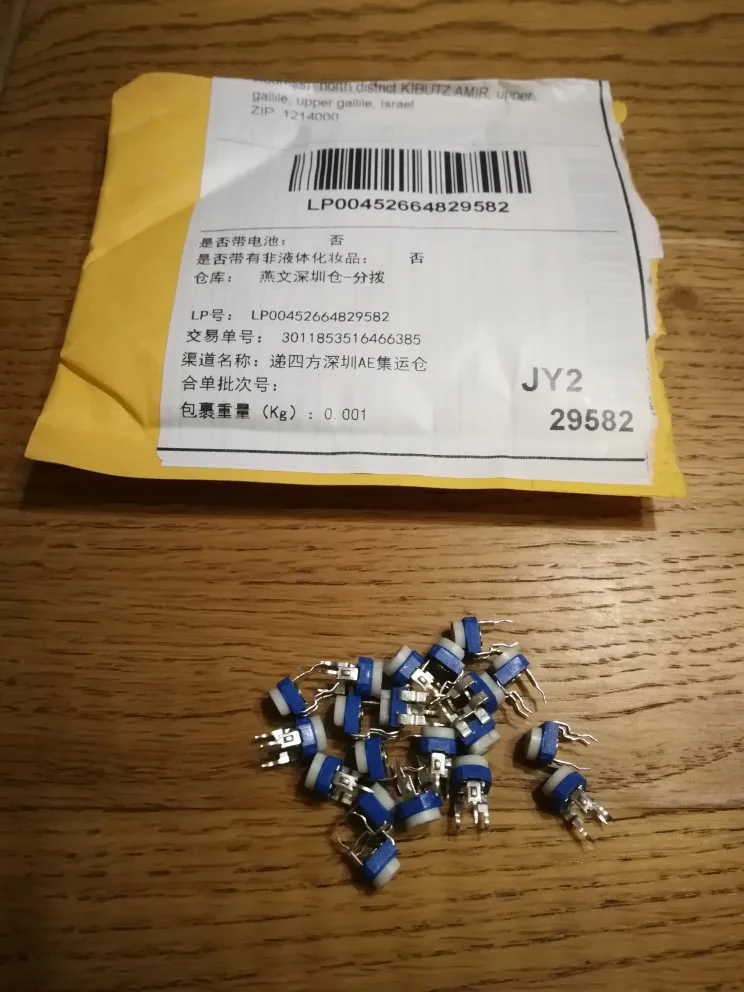 Address: north district KIBUTZ AMIR, upper
galilee, upper galilee, Israel
ZIP: 1214000
LP00452664829582
是否带电池： 否
是否带有非液体化妆品： 否
仓库： 燕文深圳仓-分拨
LP号： LP00452664829582
交易单号： 3011853516466385
渠道名称：递四方深圳AE集运仓
合单批次号：
包裹重量（Kg）：0.001
JY2
29582